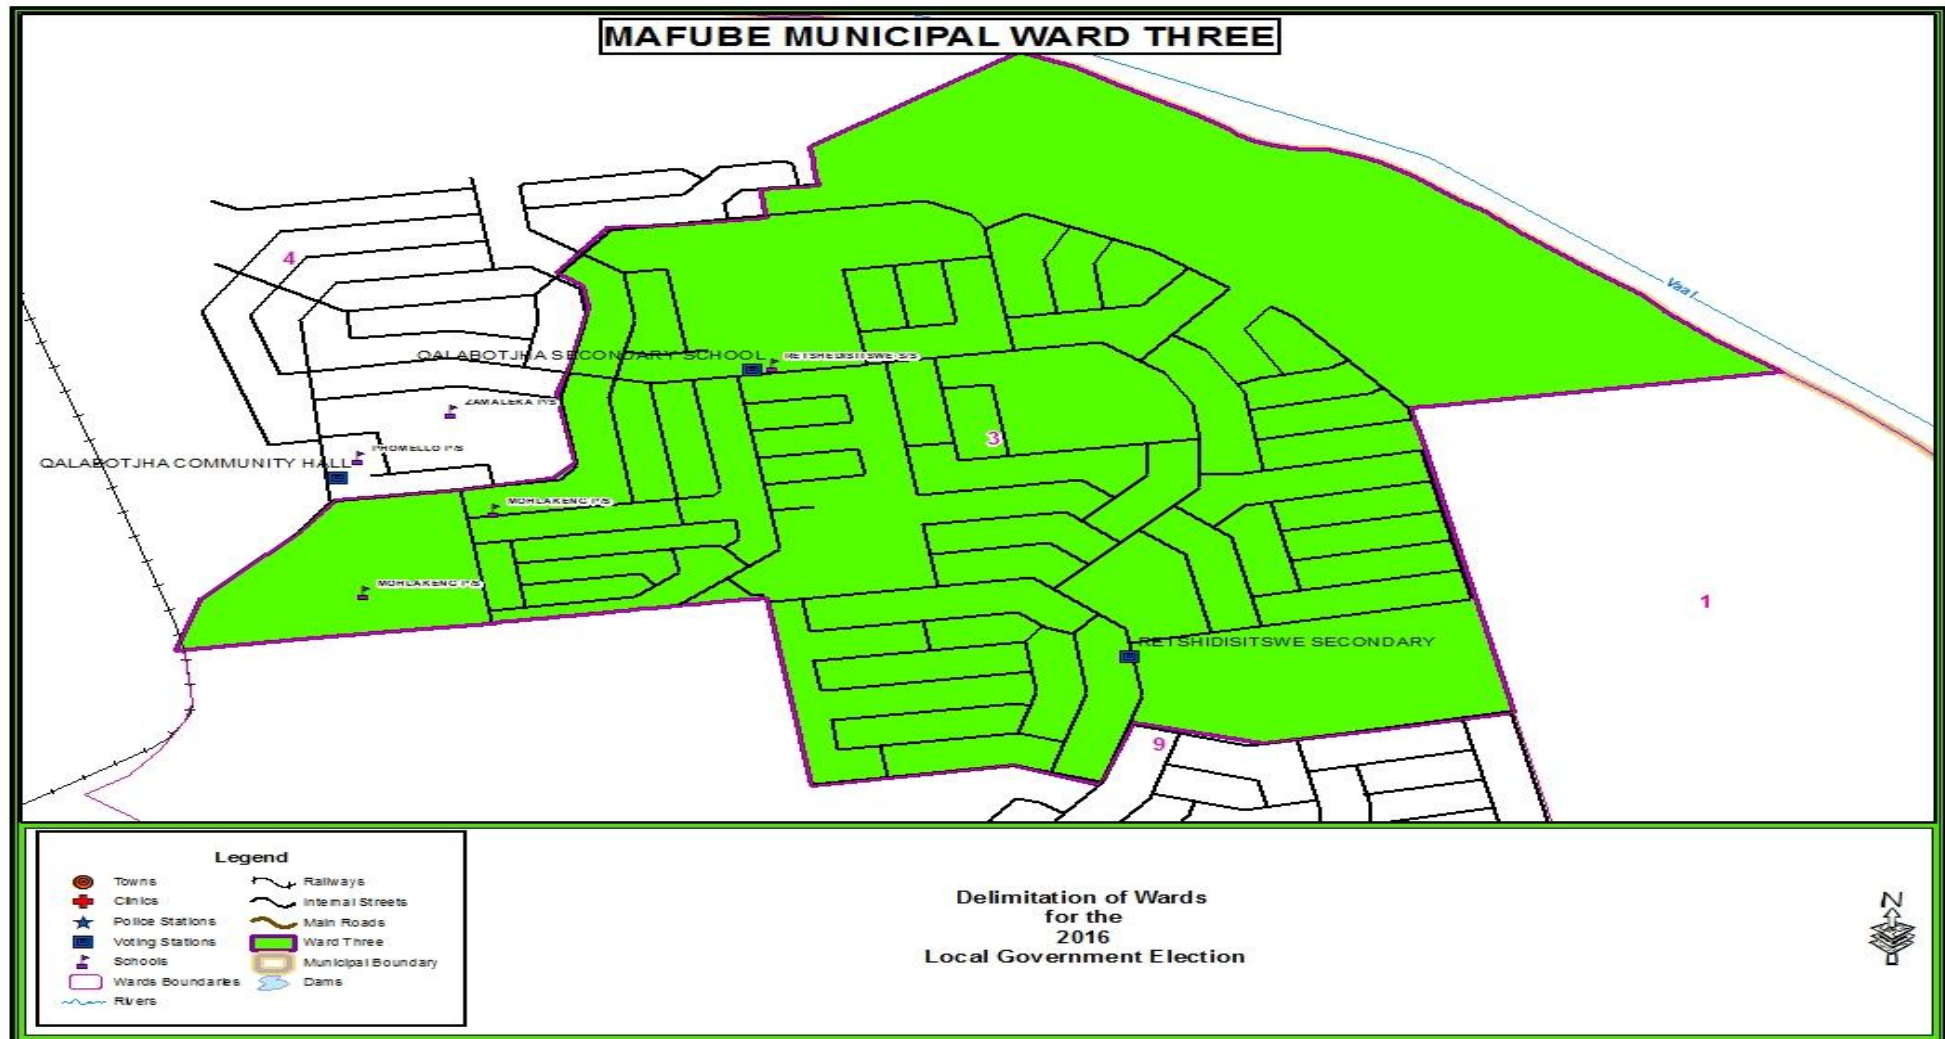 MAFUBE MUNICIPAL WARD THREE
4
Vaal
QALABOTJHA SECONDARY SCHOOL
RETSHEDISITSWE S/S
ZAMALEKA P/S
3
PHOMELLO P/S
QALABOTJHA COMMUNITY HALL
MOHLAKENG P/S
MOHLAKENG P/S
1
RETSHIDISITSWE SECONDARY
9
Legend
Towns
Clinics
Police Stations
Voting Stations
Schools
Wards Boundaries
Rivers
Railways
Internal Streets
Main Roads
Ward Three
Municipal Boundary
Dams
Delimitation of Wards
for the
2016
Local Government Election
N